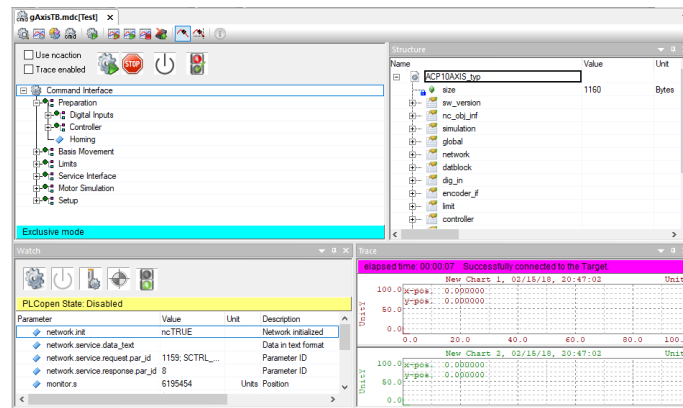 gAxisTB.mdc[Test] x
Use ncaction
Trace enabled
STOP
Command Interface
Preparation
Digital Inputs
Controller
Homing
Basis Movement
Limits
Service Interface
Motor Simulation
Setup
Exclusive mode
Structure
Name Value Unit
ACP10AXIS_typ
size 1160 Bytes
sw_version
nc_obj_inf
simulation
global
network
datblock
dig_in
encoder_if
limit
controller
Watch
PLCopen State: Disabled
Parameter Value Unit Description
network.init ncTRUE Network initialized
network.service.data_text Data in text format
network.service.request.par_id 1159; SCTRL_... Parameter ID
network.service.response.par_id 8 Parameter ID
monitor.s 6195454 Units Position
Trace
elapsed time: 00:00:07 Successfully connected to the Target.
New Chart 1, 02/15/18, 20:47:02 Unit
100.0 x-pos. 0.000000
y-pos. 0.000000
50.0
UnitY
0.0
0.0 20.0 40.0 60.0 80.0 100.
New Chart 2, 02/15/18, 20:47:02 Unit
100.0 x-pos. 0.000000
y-pos. 0.000000
50.0
UnitY
0.0